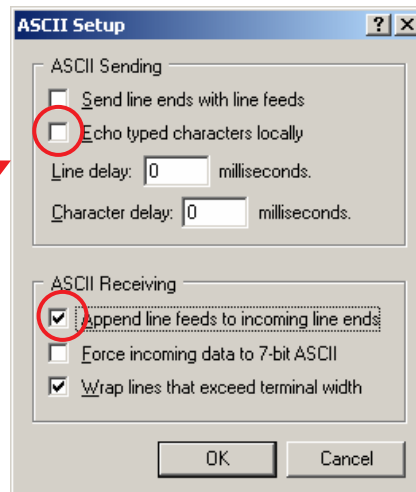 ASCII Setup
ASCII Sending
Send line ends with line feeds
Echo typed characters locally
Line delay: 0 milliseconds.
Character delay: 0 milliseconds.
ASCII Receiving
Append line feeds to incoming line ends
Force incoming data to 7-bit ASCII
Wrap lines that exceed terminal width
OK Cancel